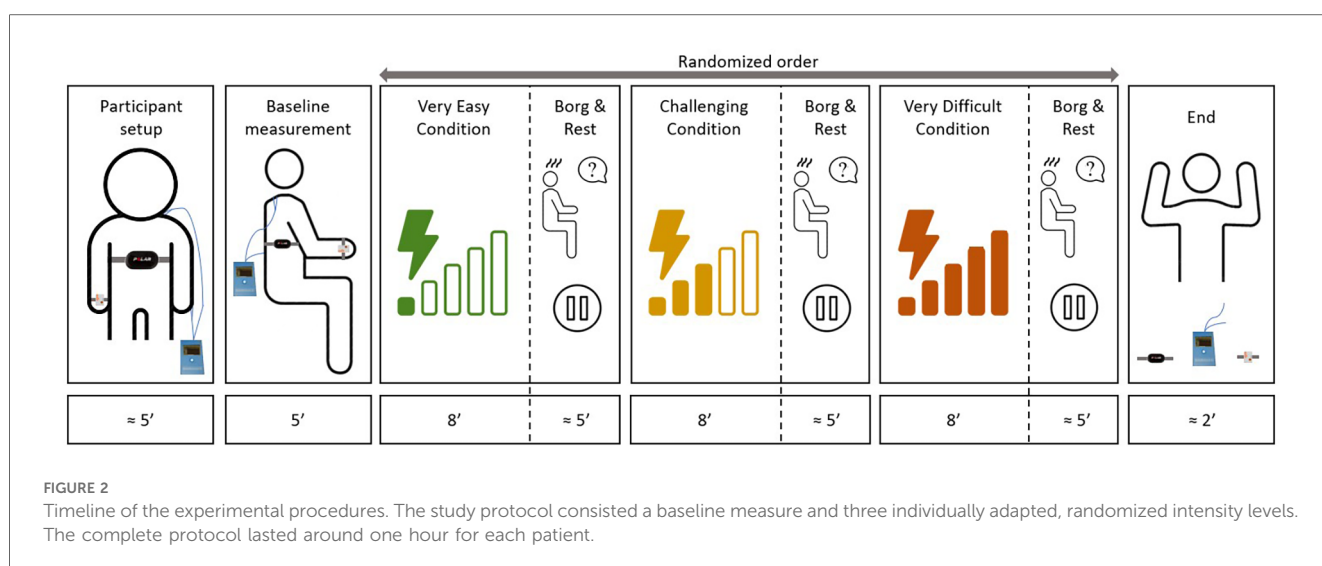 Randomized order
Participant
setup
Baseline
measurement
Very Easy
Condition
Borg &
Rest
Challenging
Condition
Borg &
Rest
Very Difficult
Condition
Borg &
Rest
End
POLAR
?
?
?
≈ 5’
5’
8’
≈ 5’
8’
≈ 5’
8’
≈ 5’
≈ 2’
FIGURE 2
Timeline of the experimental procedures. The study protocol consisted a baseline measure and three individually adapted, randomized intensity levels.
The complete protocol lasted around one hour for each patient.